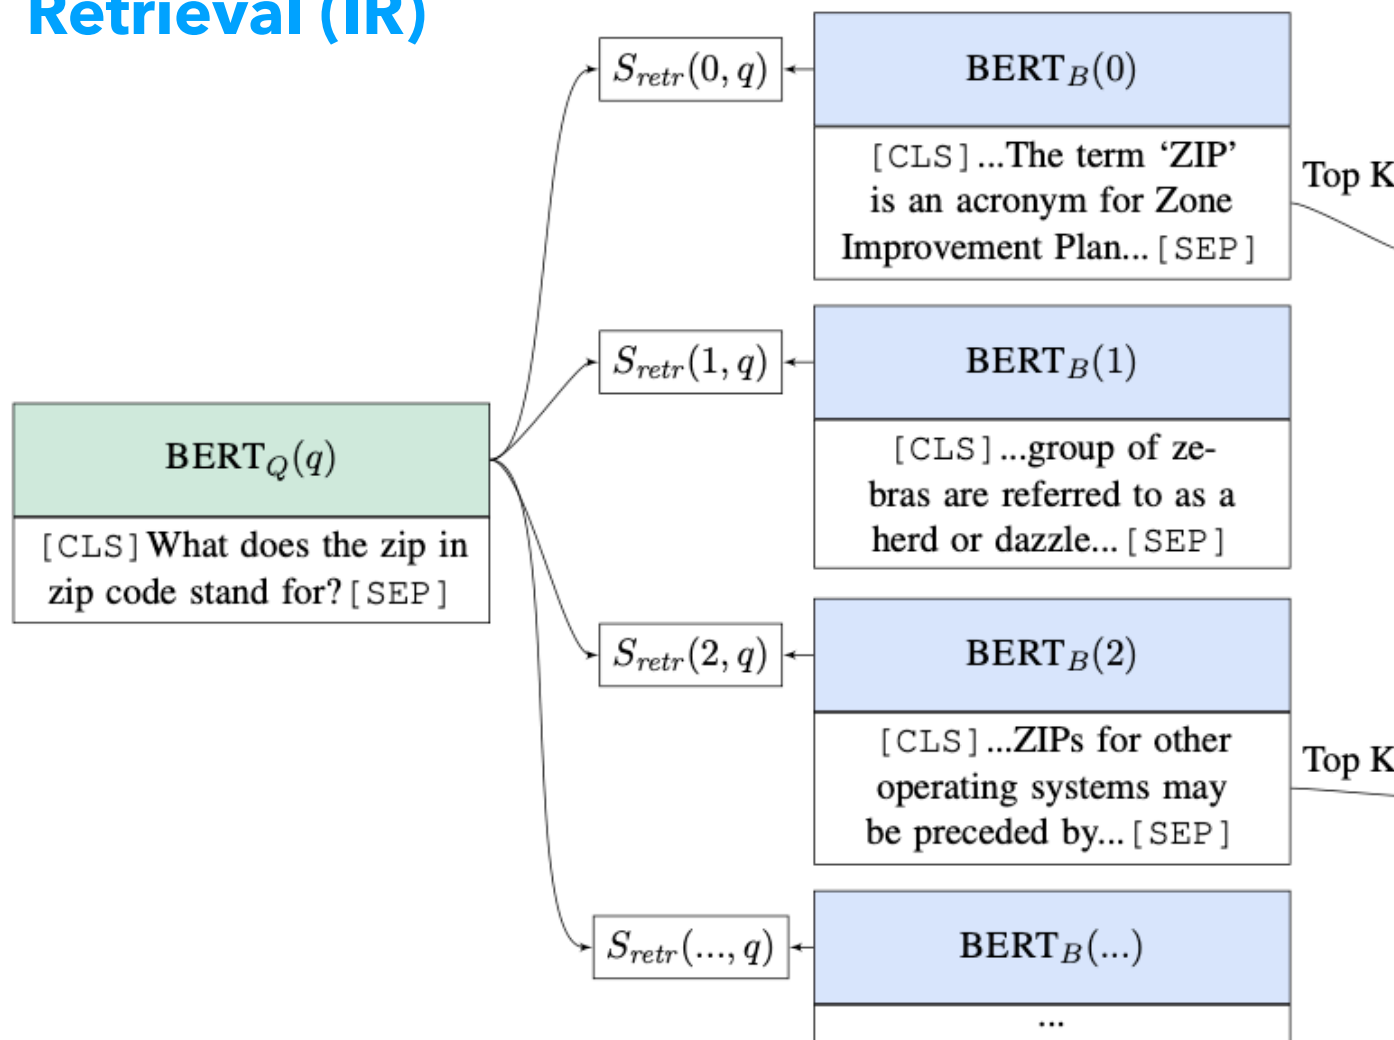 Retrieval (IR)
S_retr(0, q)
BERT_B(0)
[CLS]...The term ‘ZIP’
is an acronym for Zone
Improvement Plan...[SEP]
Top K
S_retr(1, q)
BERT_B(1)
[CLS]...group of ze-
bras are referred to as a
herd or dazzle...[SEP]
BERT_Q(q)
[CLS]What does the zip in
zip code stand for?[SEP]
S_retr(2, q)
BERT_B(2)
[CLS]...ZIPs for other
operating systems may
be preceded by...[SEP]
Top K
S_retr(..., q)
BERT_B(...)
...